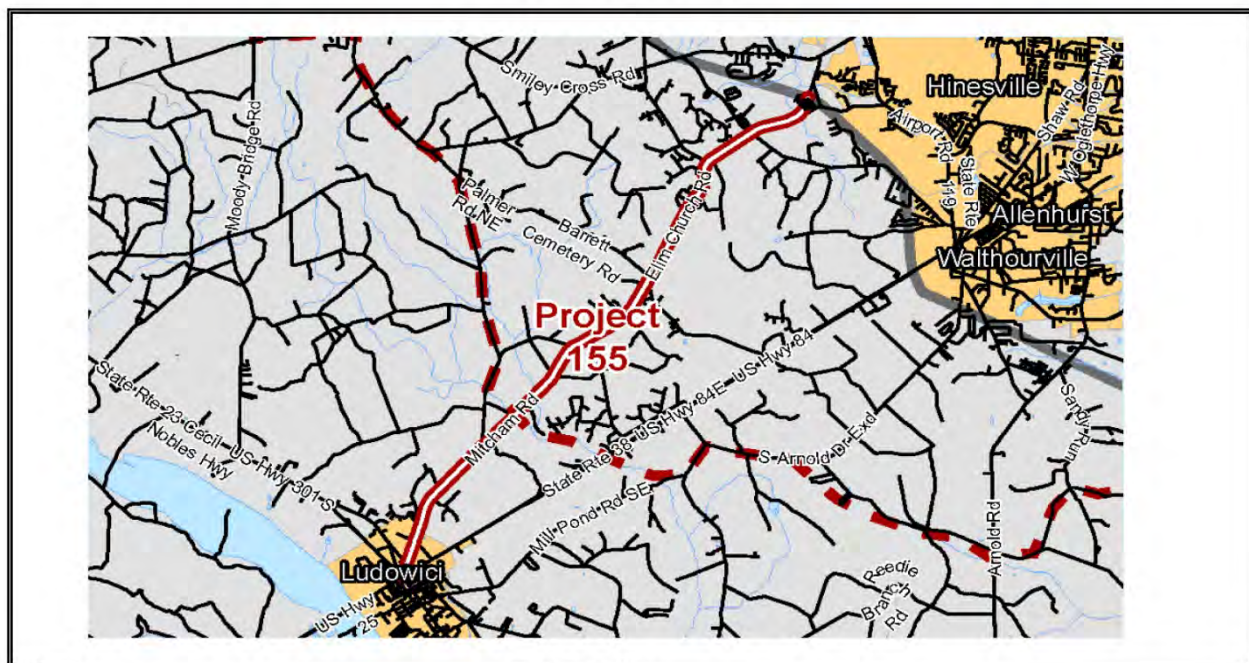 Smiley Cross Rd
Hinesville
Moody Bridge Rd
Airport Rd
Shaw Rd
W Oglethorpe Hwy
State Rte
119
Palmer
Rd NE
Barrett
Cemetery Rd
Elim Church Rd
Allenhurst
Walthourville
Project
155
State Rte 23 Cecil
Nobles Hwy
US Hwy 301 S
Mitcham Rd
State Rte 38
US Hwy 84E
US Hwy 84
S Arnold Dr Exd
Sandy Run
Mill Pond Rd SE
Arnold Rd
Reedie
Branch
Rd
Ludowici
US Hwy
25